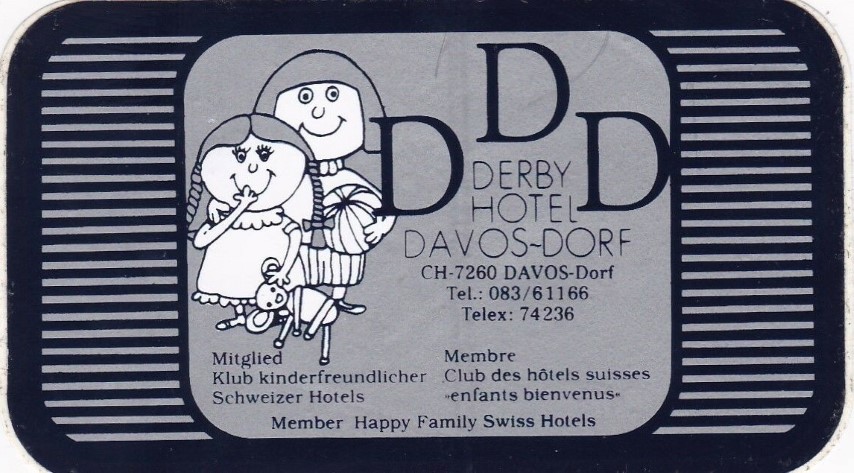 D D D
DERBY
HOTEL
DAVOS~DORF
CH-7260 DAVOS-Dorf
Tel.: 083/61166
Telex: 74236
Mitglied
Klub kinderfreundlicher
Schweizer Hotels
Membre
Club des hôtels suisses
"enfants bienvenus"
Member Happy Family Swiss Hotels